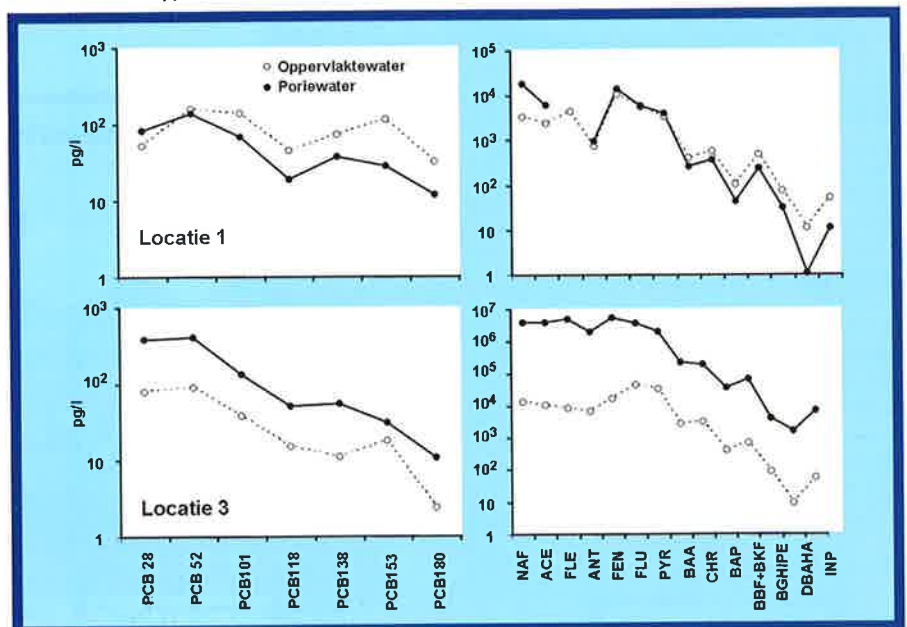 10³
10²
10
1
pg/l
Oppervlaktewater
Poriewater
Locatie 1
10⁵
10⁴
10³
10²
10
1
10³
10²
10
1
pg/l
Locatie 3
PCB 28
PCB 52
PCB101
PCB118
PCB138
PCB153
PCB180
10⁷
10⁶
10⁵
10⁴
10³
10²
10
1
NAF
ACE
FLE
ANT
FEN
FLU
PYR
BAA
CHR
BAP
BBF+BKF
BGHIPE
DBAHA
INP